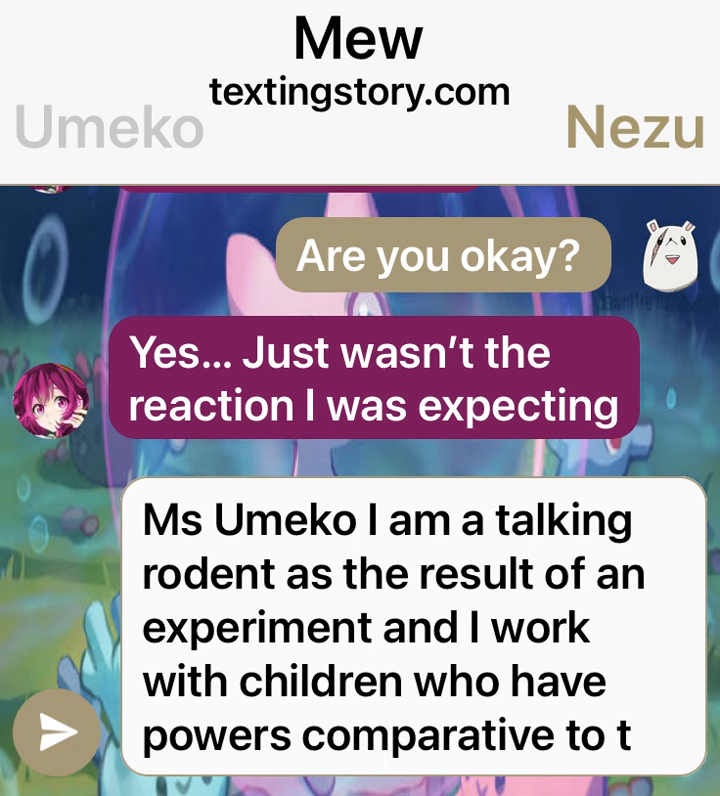 Mew
textingstory.com
Umeko
Nezu
Are you okay?
Yes... Just wasn't the
reaction I was expecting
Ms Umeko I am a talking
rodent as the result of an
experiment and I work
with children who have
powers comparative to t